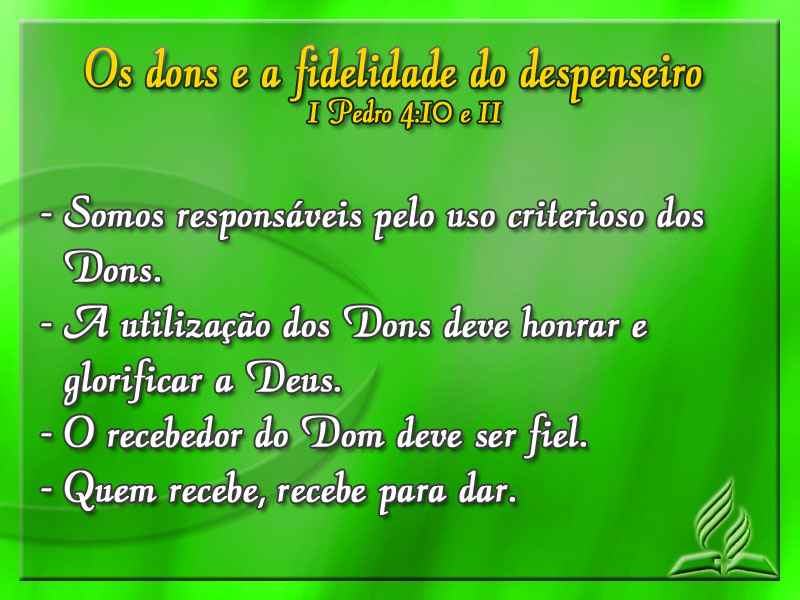 Os dons e a fidelidade do despenseiro
I Pedro 4:10 e 11
- Somos responsáveis pelo uso criterioso dos
Dons.
- A utilização dos Dons deve honrar e
glorificar a Deus.
- O recebedor do Dom deve ser fiel.
- Quem recebe, recebe para dar.